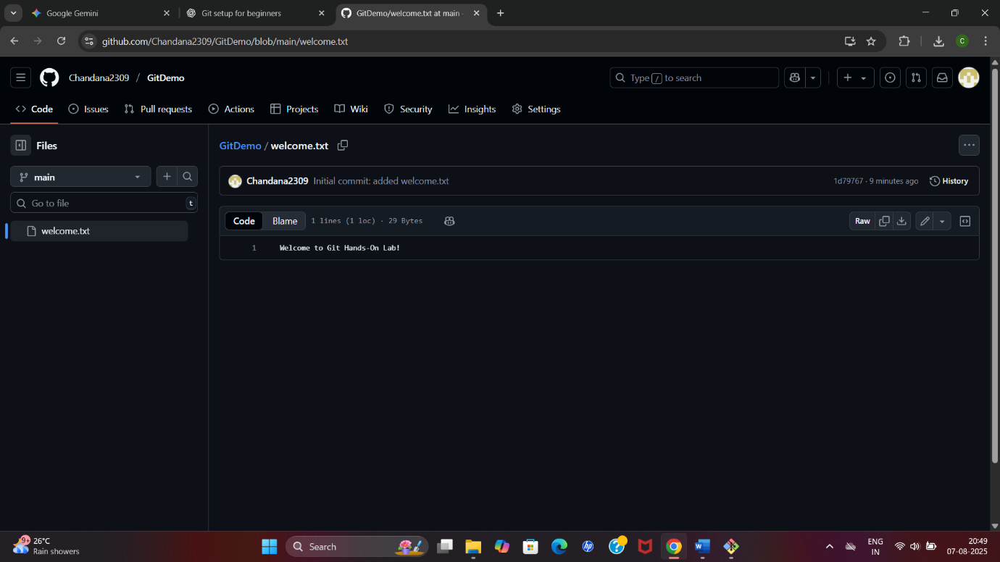 Google Gemini
Git setup for beginners
GitDemo/welcome.txt at main ·
github.com/Chandana2309/GitDemo/blob/main/welcome.txt
C
Chandana2309 / GitDemo
Type / to search
Code
Issues
Pull requests
Actions
Projects
Wiki
Security
Insights
Settings
Files
GitDemo / welcome.txt
main
Chandana2309 Initial commit: added welcome.txt
1d79767 · 9 minutes ago
History
Go to file
t
Code
Blame
1 lines (1 loc) · 29 Bytes
Raw
welcome.txt
1 Welcome to Git Hands-On Lab!
9+
26°C
Rain showers
Search
hp
ENG
IN
20:49
07-08-2025